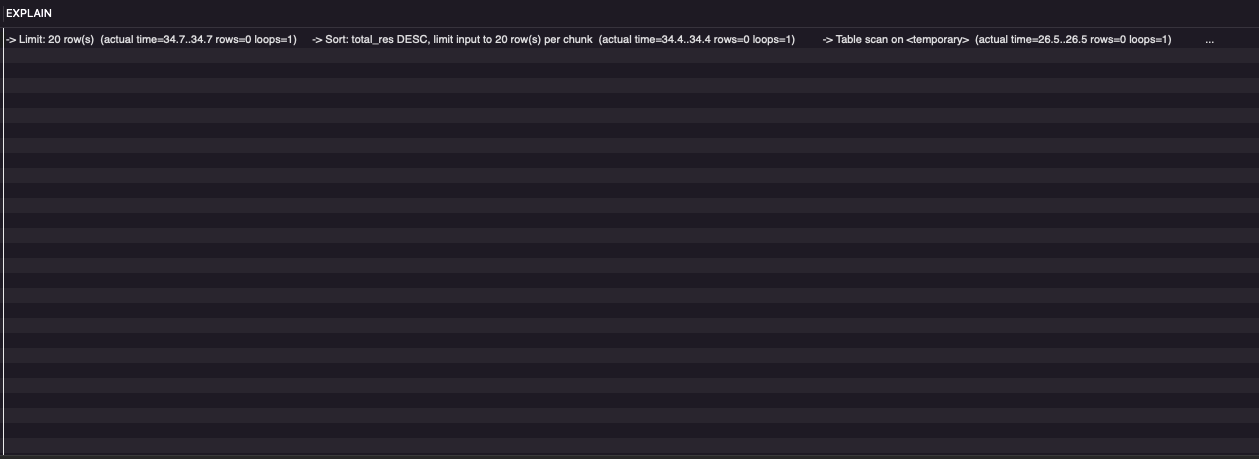 EXPLAIN
-> Limit: 20 row(s)  (actual time=34.7..34.7 rows=0 loops=1)     -> Sort: total_res DESC, limit input to 20 row(s) per chunk  (actual time=34.4..34.4 rows=0 loops=1)         -> Table scan on <temporary>  (actual time=26.5..26.5 rows=0 loops=1)             ...